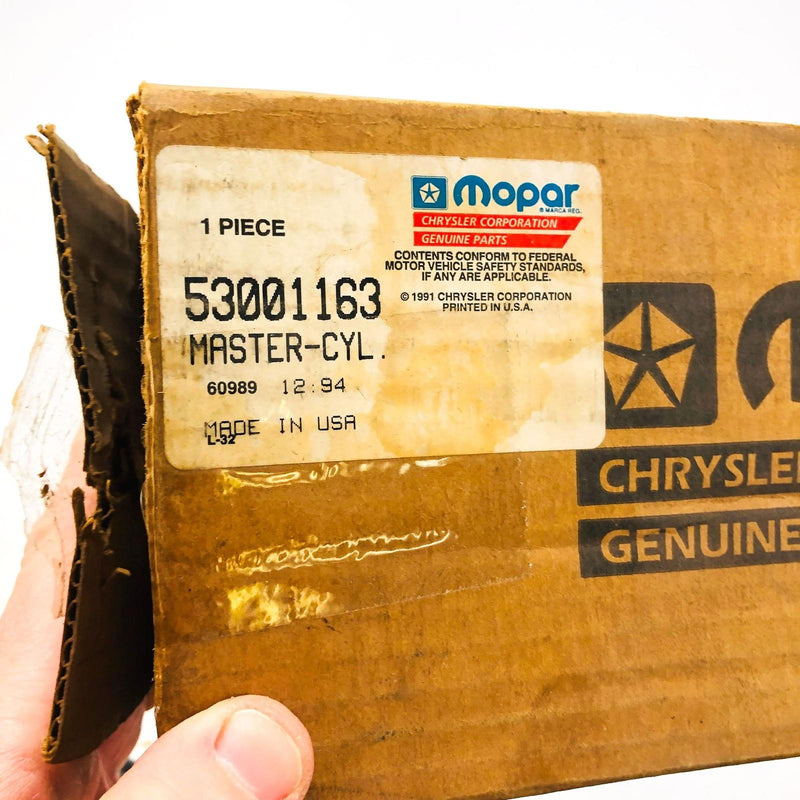 1 PIECE
53001163
MASTER-CYL.
60989 12:94
MADE IN USA
L-32
mopar
® MARCA REG.
CHRYSLER CORPORATION
GENUINE PARTS
CONTENTS CONFORM TO FEDERAL
MOTOR VEHICLE SAFETY STANDARDS,
IF ANY ARE APPLICABLE.
© 1991 CHRYSLER CORPORATION
PRINTED IN U.S.A.
m
CHRYSLE
GENUINE